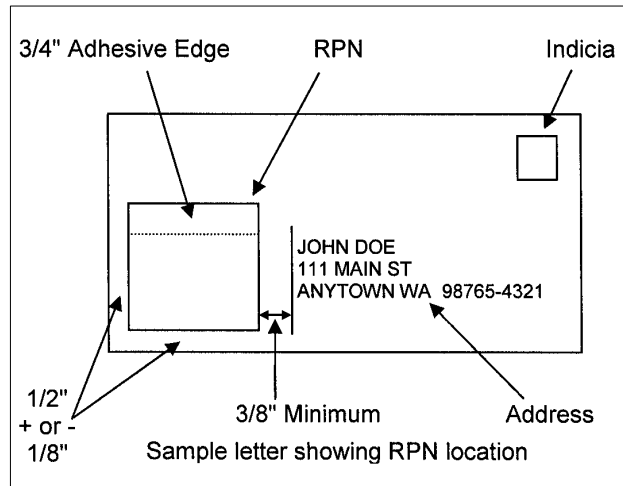 3/4" Adhesive Edge
RPN
Indicia
JOHN DOE
111 MAIN ST
ANYTOWN WA 98765-4321
1/2"
+ or -
1/8"
3/8" Minimum
Address
Sample letter showing RPN location